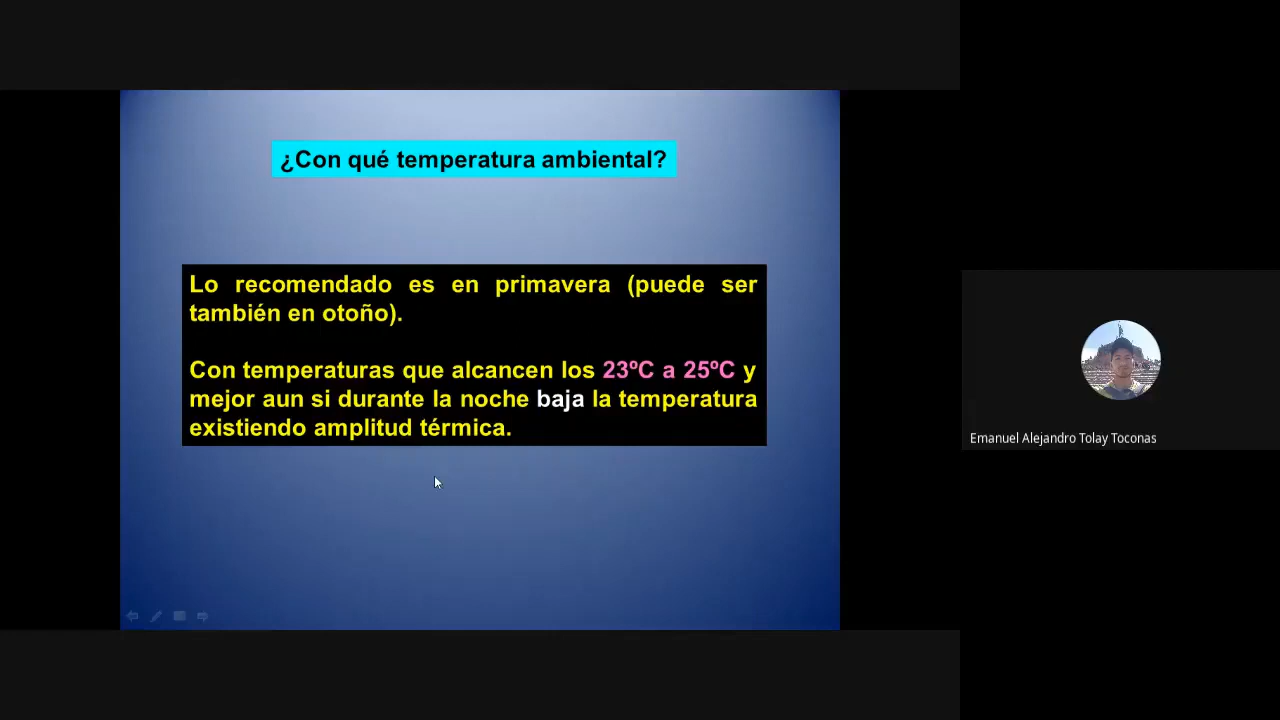 ¿Con qué temperatura ambiental?
Lo recomendado es en primavera (puede ser
también en otoño).
Con temperaturas que alcancen los 23ºC a 25ºC y
mejor aun si durante la noche baja la temperatura
existiendo amplitud térmica.
Emanuel Alejandro Tolay Toconas